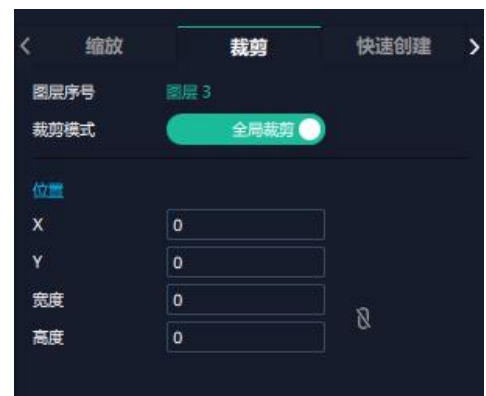 缩放 裁剪 快速创建
图层序号 图层 3
裁剪模式 全局裁剪
位置
X 0
Y 0
宽度 0
高度 0